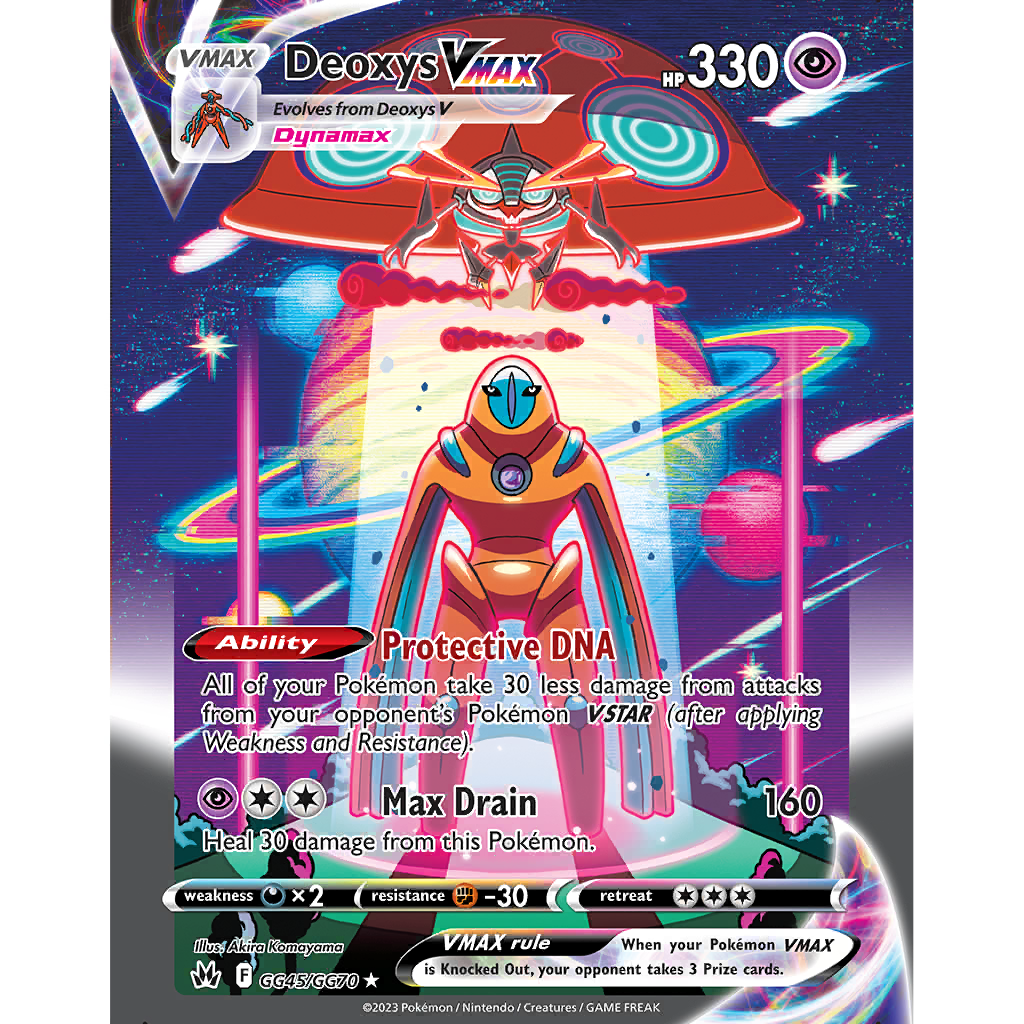 VMAX
Deoxys VMAX
HP 330
Evolves from Deoxys V
Dynamax
Ability Protective DNA
All of your Pokémon take 30 less damage from attacks
from your opponent's Pokémon VSTAR (after applying
Weakness and Resistance).
Max Drain 160
Heal 30 damage from this Pokémon.
weakness ×2 resistance -30 retreat
Illus. Akira Komayama
VMAX rule When your Pokémon VMAX
is Knocked Out, your opponent takes 3 Prize cards.
F GG45/GG70
©2023 Pokémon / Nintendo / Creatures / GAME FREAK